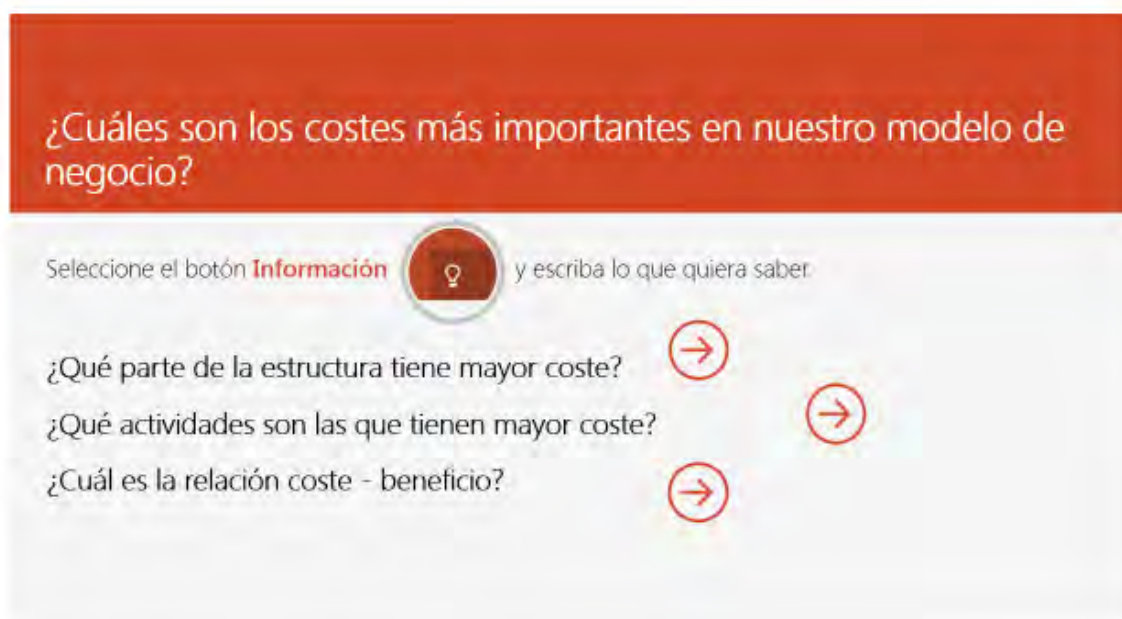 ¿Cuáles son los costes más importantes en nuestro modelo de
negocio?
Seleccione el botón Información y escriba lo que quiera saber.
¿Qué parte de la estructura tiene mayor coste?
¿Qué actividades son las que tienen mayor coste?
¿Cuál es la relación coste - beneficio?